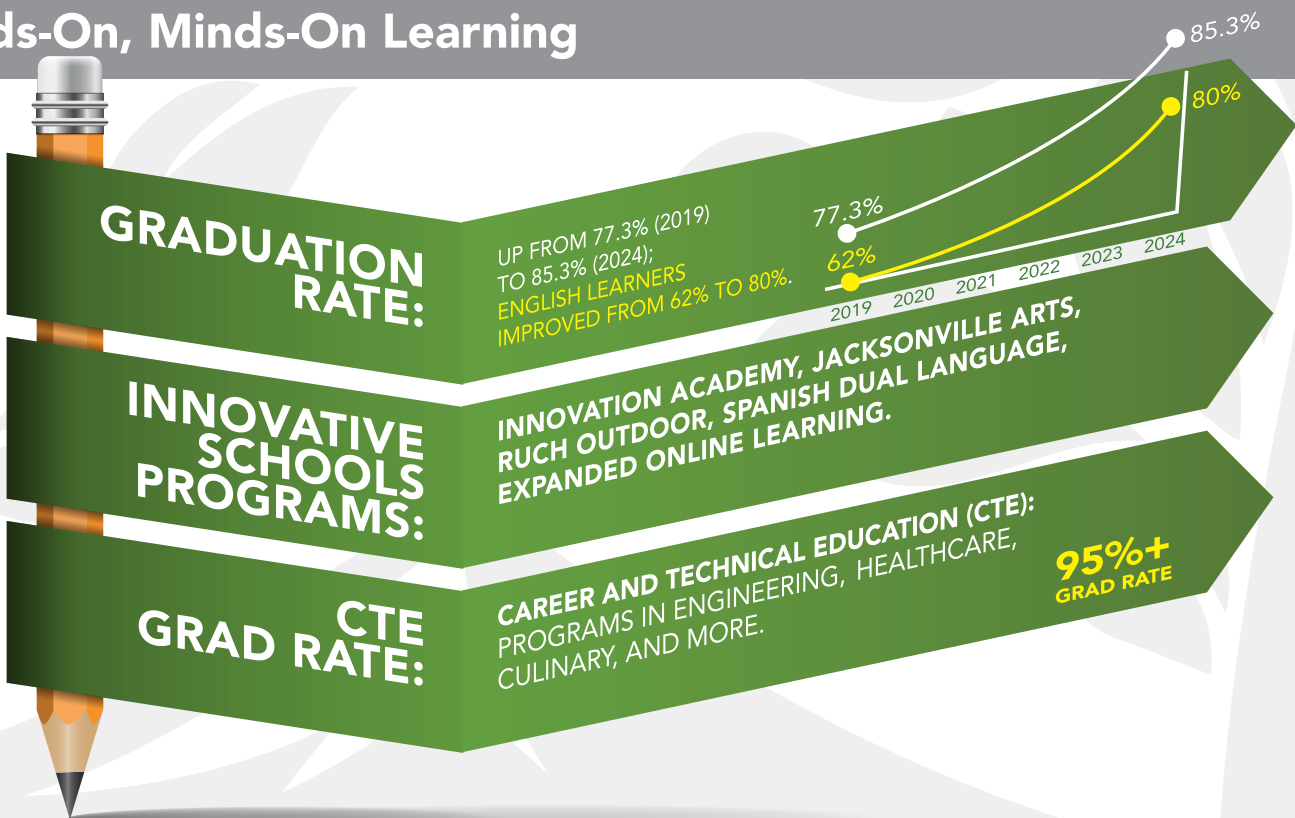 ds-On, Minds-On Learning
GRADUATION
RATE:
UP FROM 77.3% (2019)
TO 85.3% (2024);
ENGLISH LEARNERS
IMPROVED FROM 62% TO 80%.
85.3%
80%
77.3%
62%
2019 2020 2021 2022 2023 2024
INNOVATIVE
SCHOOLS
PROGRAMS:
INNOVATION ACADEMY, JACKSONVILLE ARTS,
RUCH OUTDOOR, SPANISH DUAL LANGUAGE,
EXPANDED ONLINE LEARNING.
CTE
GRAD RATE:
CAREER AND TECHNICAL EDUCATION (CTE):
PROGRAMS IN ENGINEERING, HEALTHCARE,
CULINARY, AND MORE.
95%+
GRAD RATE